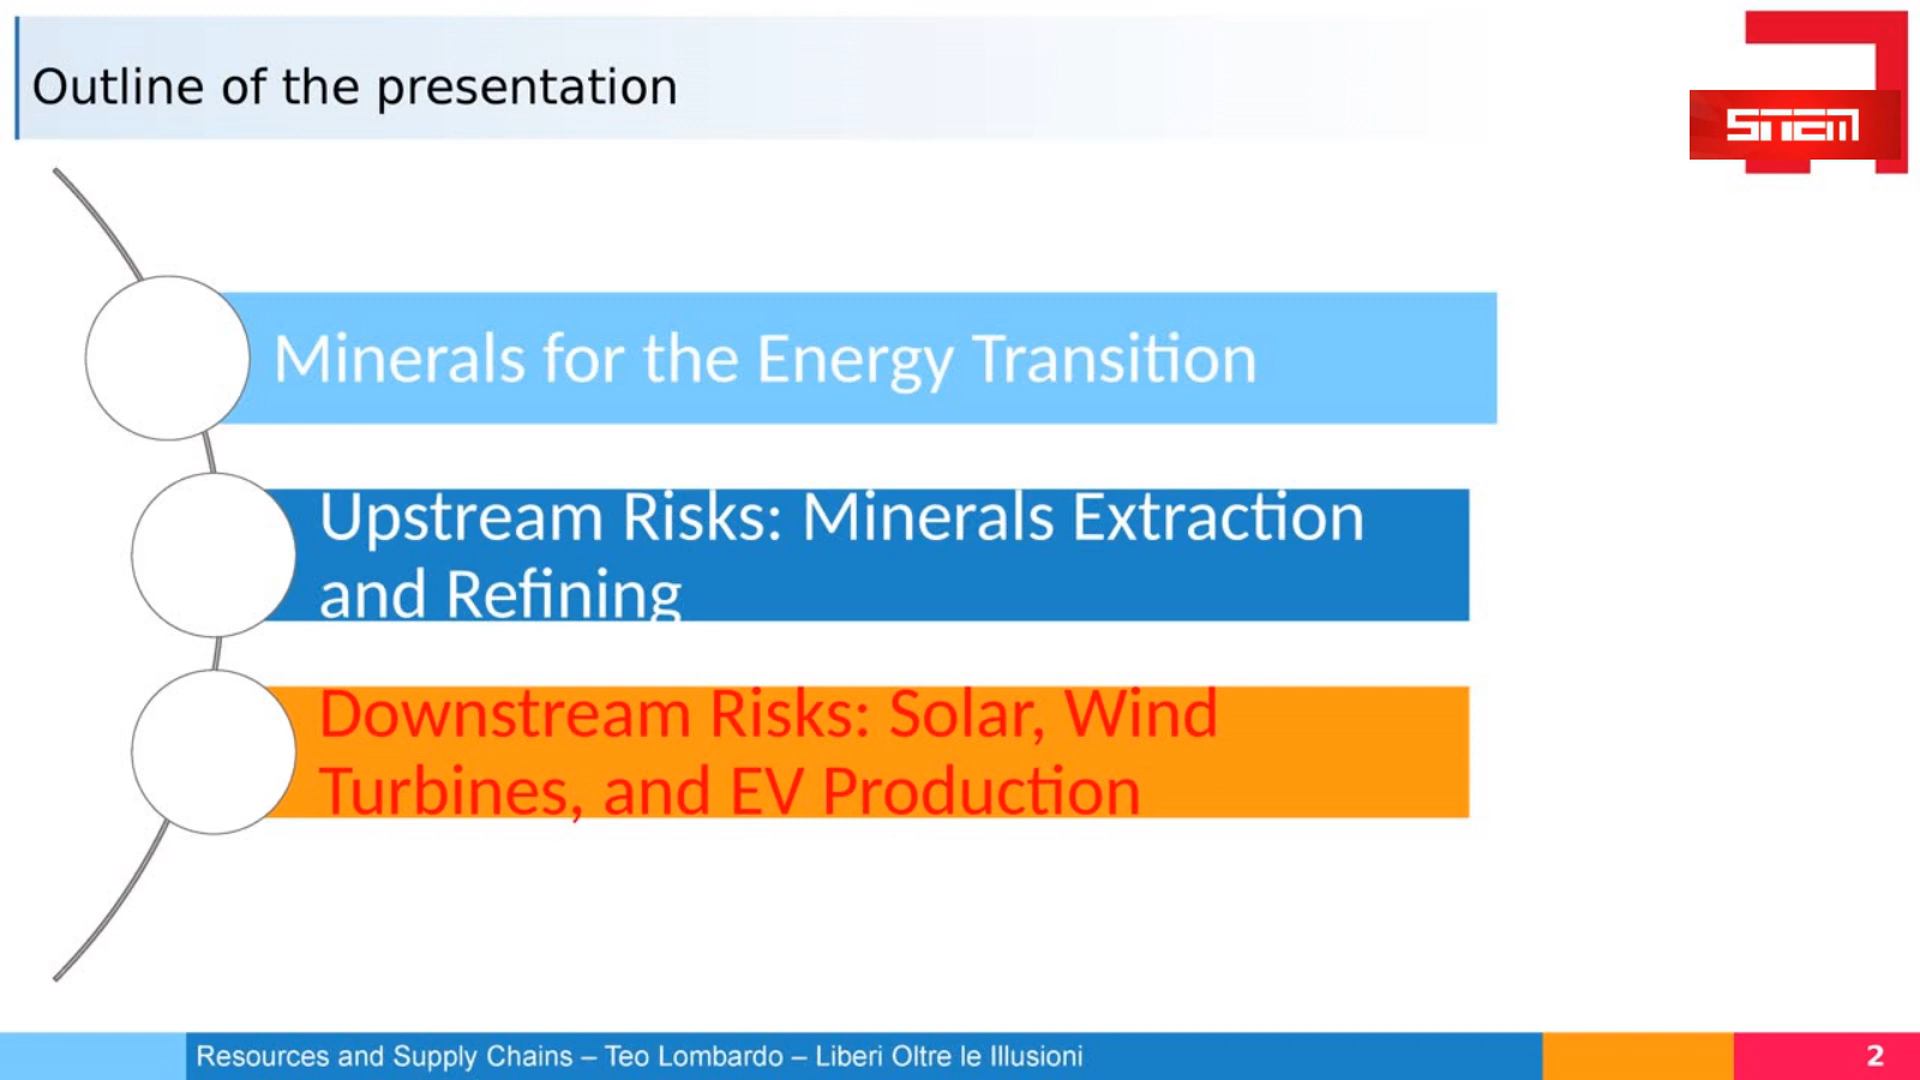 Outline of the presentation
STIEM
Minerals for the Energy Transition
Upstream Risks: Minerals Extraction
and Refining
Downstream Risks: Solar, Wind
Turbines, and EV Production
Resources and Supply Chains – Teo Lombardo – Liberi Oltre le Illusioni
2